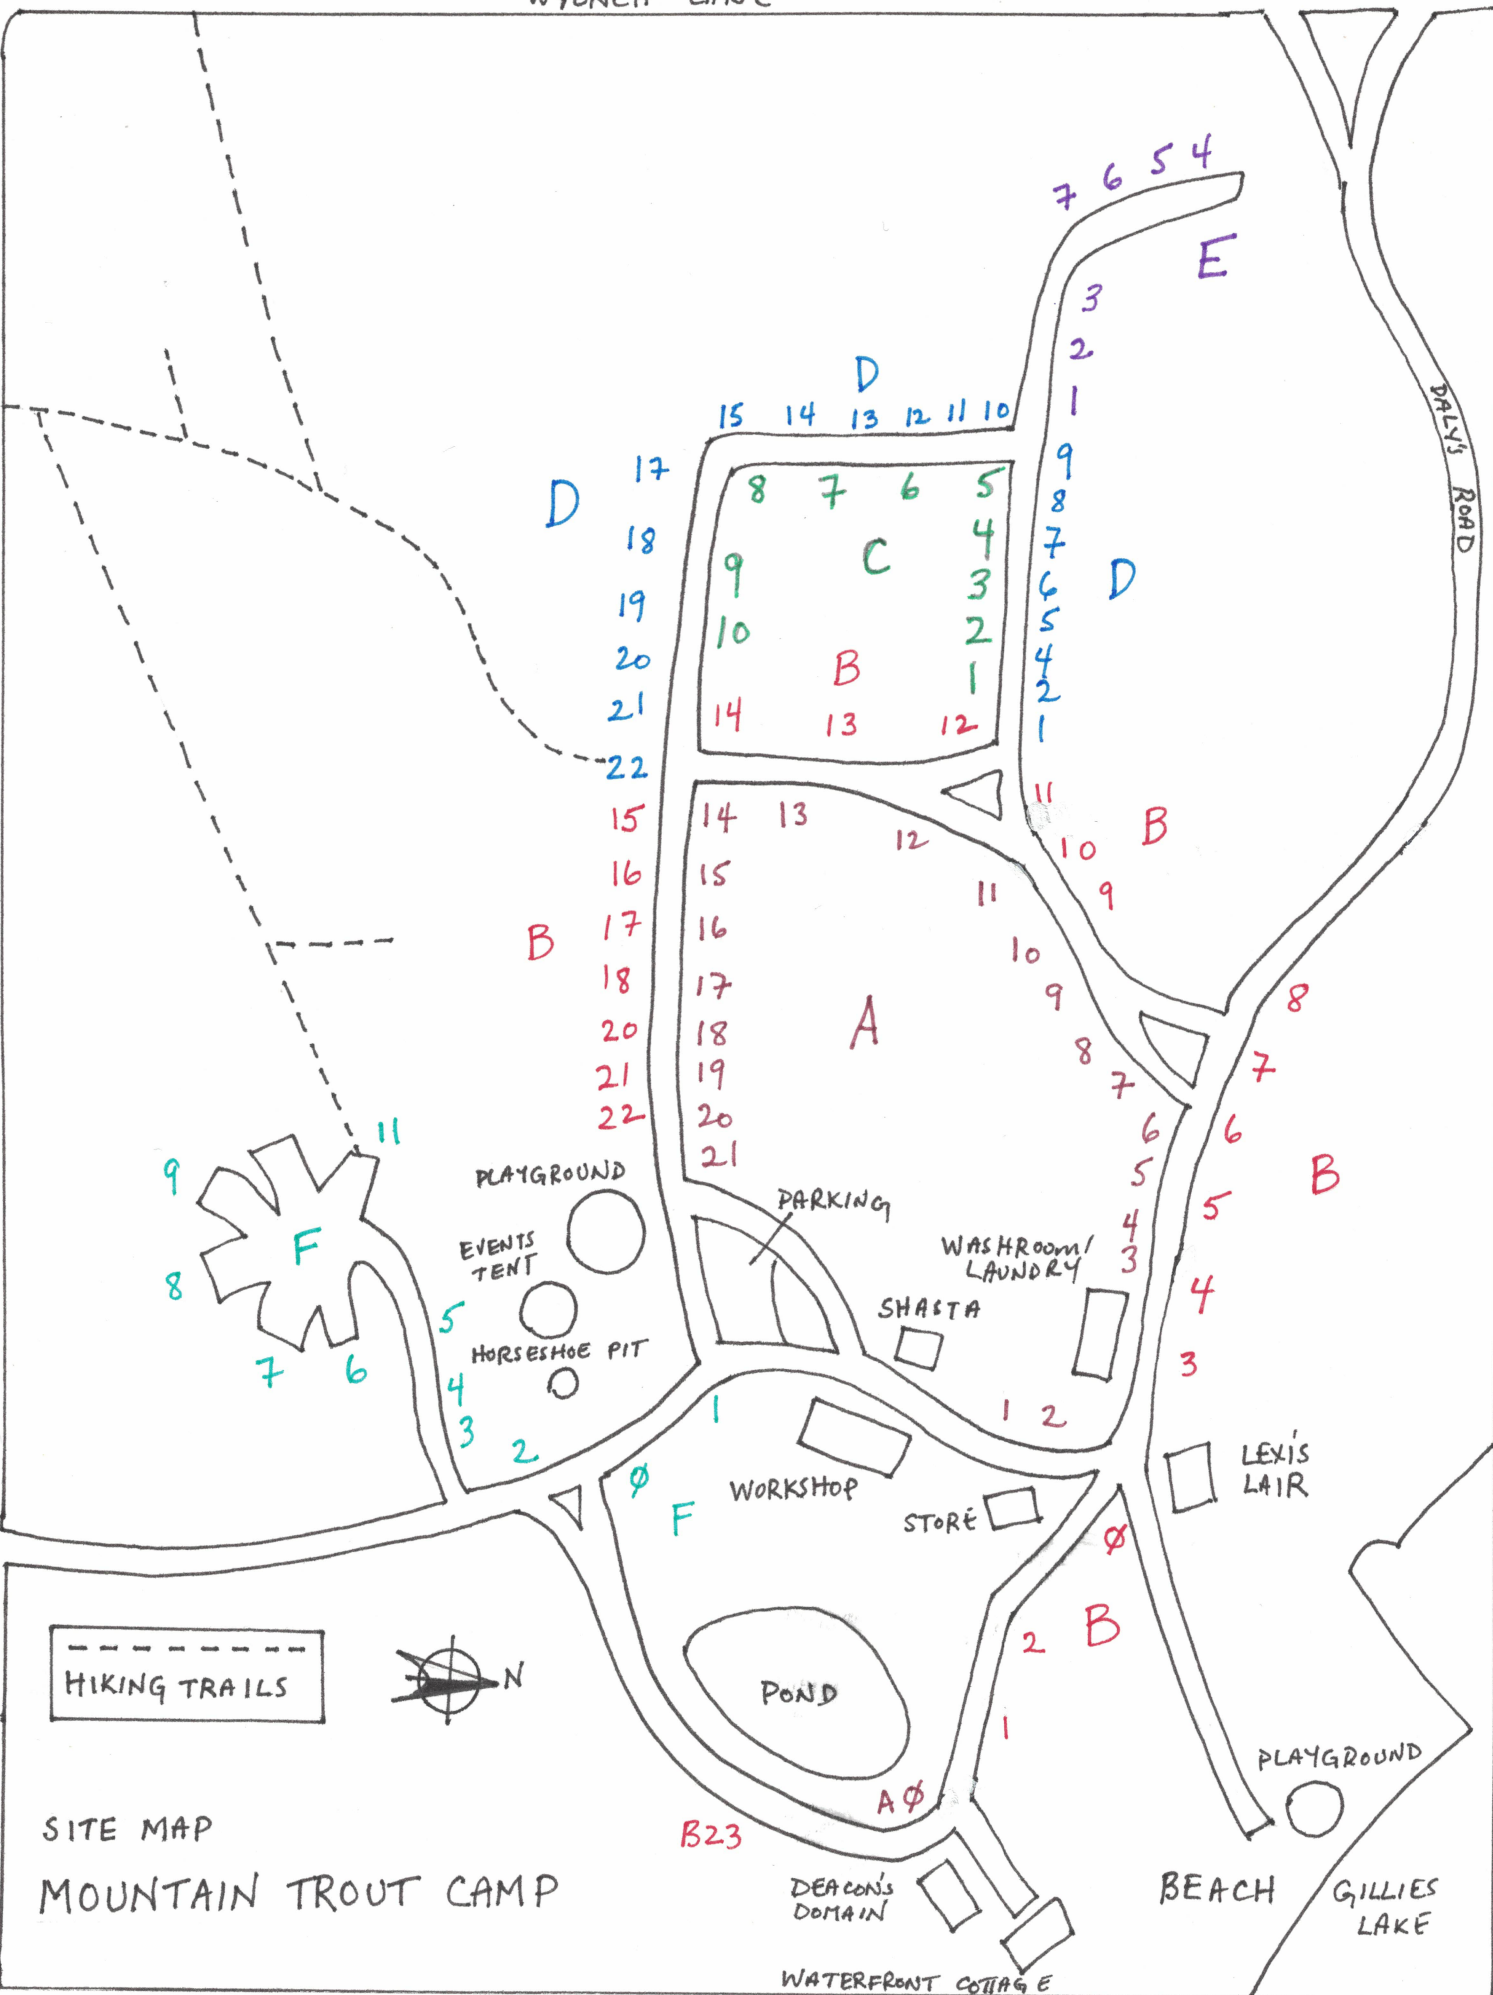 WYONCH LANE
7 6 5 4
E
3
2
1
DALY'S ROAD
D
15 14 13 12 11 10
17
D
18
19
20
21
22
8 7 6 5
C
4
9
3
10
2
B
1
14 13 12
9
8
7
D
6
5
4
2
1
11
B
10
9
15
16
B
17
18
20
21
22
14 13
12
15
11
16
10
17
9
A
18
8
19
7
20
6
21
5
4
3
8
7
6
B
5
4
3
11
9
F
8
7
6
5
4
3
2
PLAYGROUND
EVENTS
TENT
HORSESHOE PIT
PARKING
WASHROOM/
LAUNDRY
SHASTA
1 2
1
Ø
F
WORKSHOP
STORE
LEXI'S
LAIR
Ø
B
2
1
HIKING TRAILS
N
POND
AØ
B23
PLAYGROUND
SITE MAP
MOUNTAIN TROUT CAMP
DEACON'S
DOMAIN
BEACH
GILLIES
LAKE
WATERFRONT COTTAGE